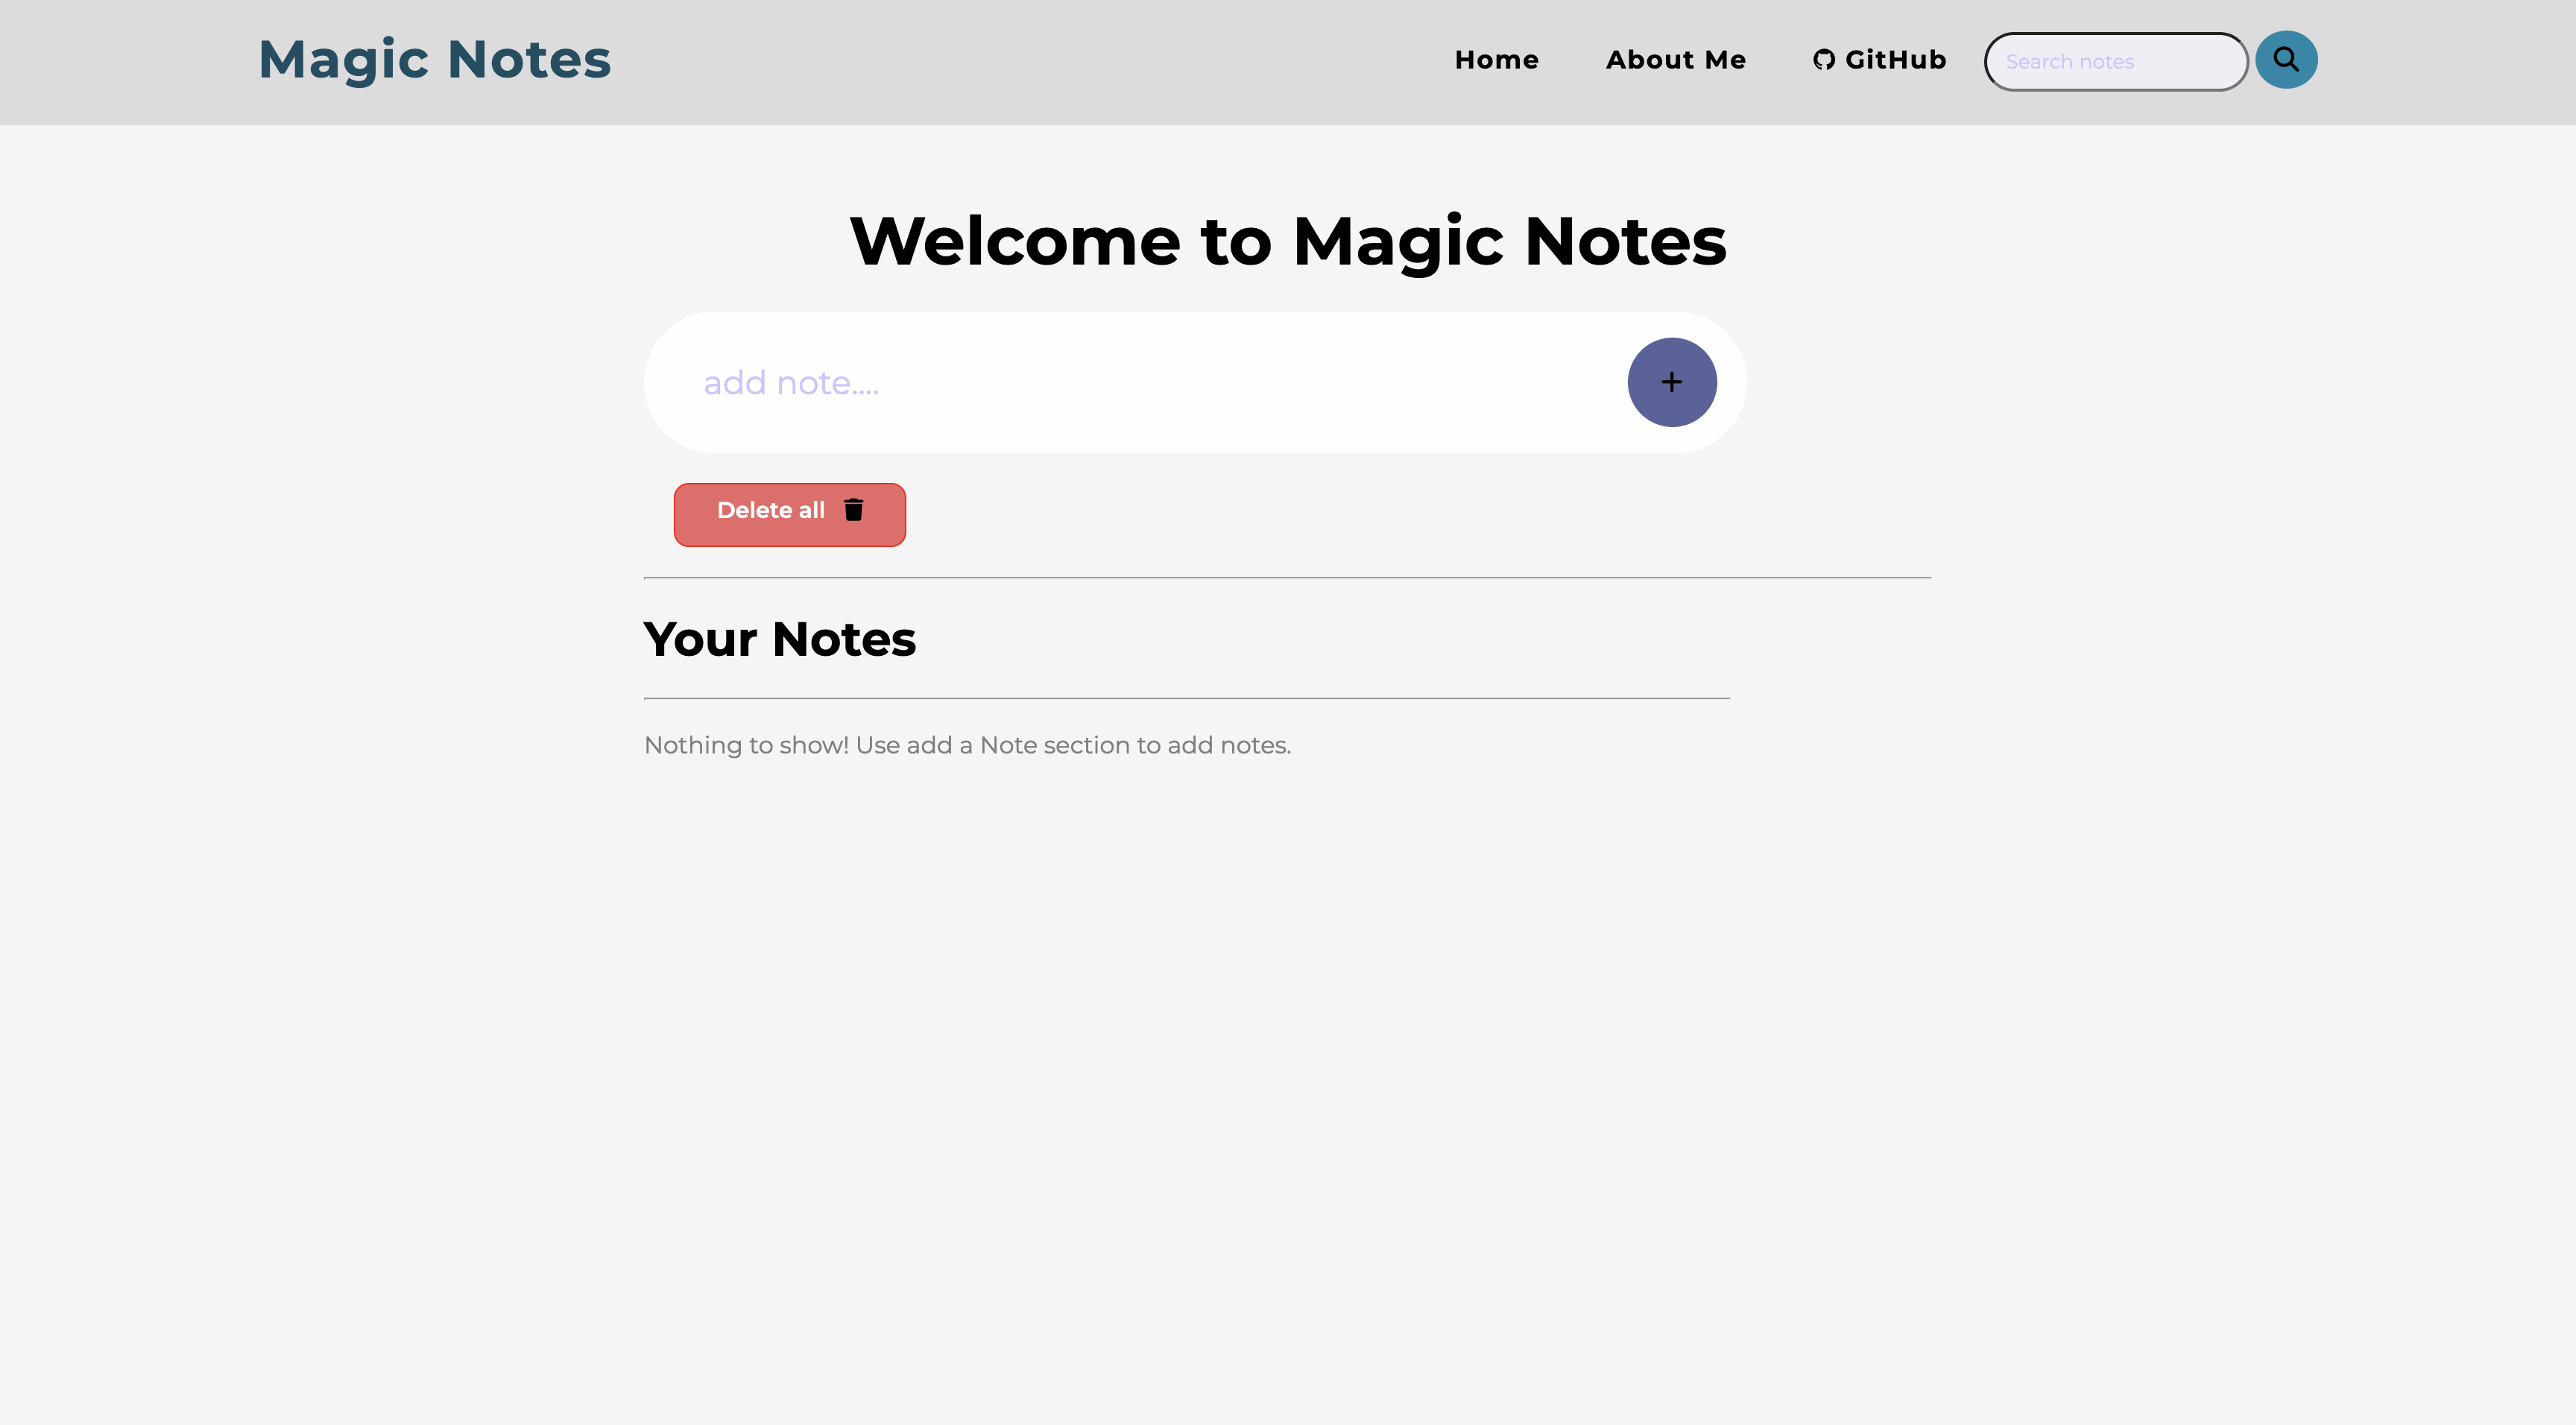 Magic Notes
Home
About Me
GitHub
Search notes
Welcome to Magic Notes
add note....
Delete all
Your Notes
Nothing to show! Use add a Note section to add notes.